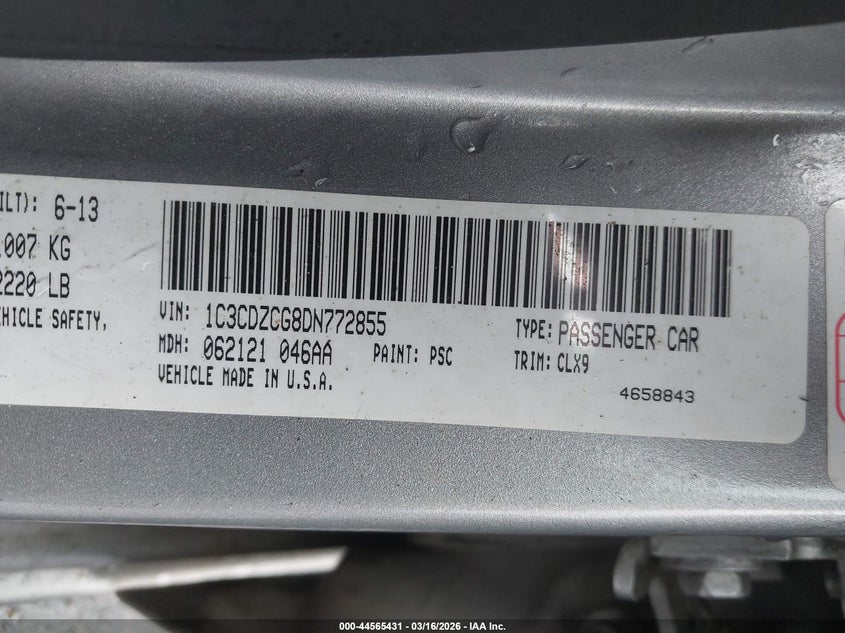 ILT): 6-13
1007 KG
2220 LB
EHICLE SAFETY,
VIN: 1C3CDZCG8DN772855
TYPE: PASSENGER CAR
MDH: 062121 046AA
PAINT: PSC
TRIM: CLX9
VEHICLE MADE IN U.S.A.
4658843
000-44565431 - 03/16/2026 - IAA Inc.